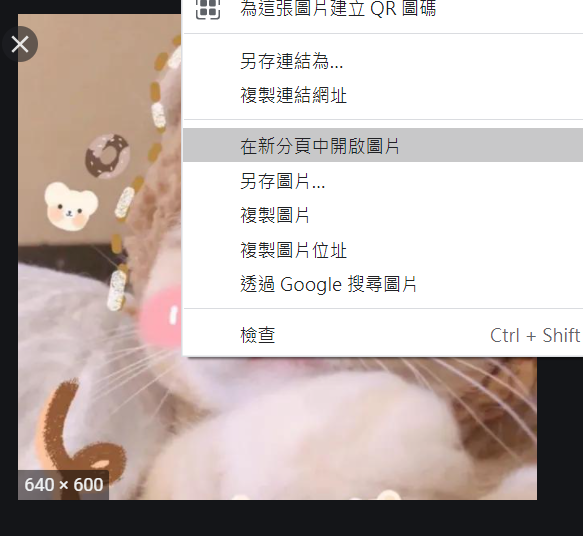 為這張圖片建立 QR 圖碼
另存連結為...
複製連結網址
在新分頁中開啟圖片
另存圖片...
複製圖片
複製圖片位址
透過 Google 搜尋圖片
檢查 Ctrl + Shift
640 × 600